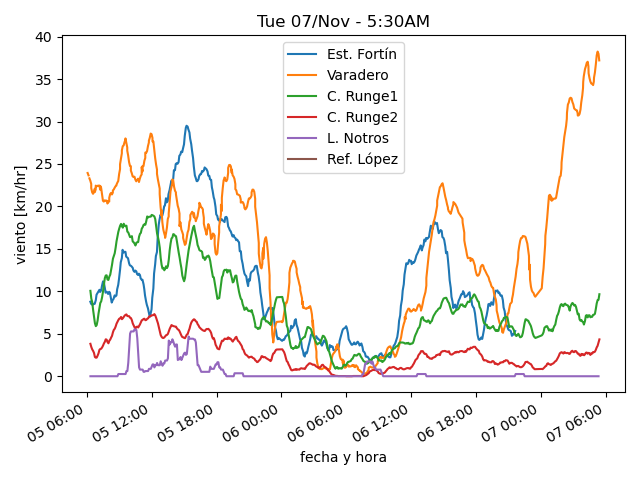 Tue 07/Nov - 5:30AM
Est. Fortín
Varadero
C. Runge1
C. Runge2
L. Notros
Ref. López
viento [km/hr]
40
35
30
25
20
15
10
5
0
05 06:00
05 12:00
05 18:00
06 00:00
06 06:00
06 12:00
06 18:00
07 00:00
07 06:00
fecha y hora